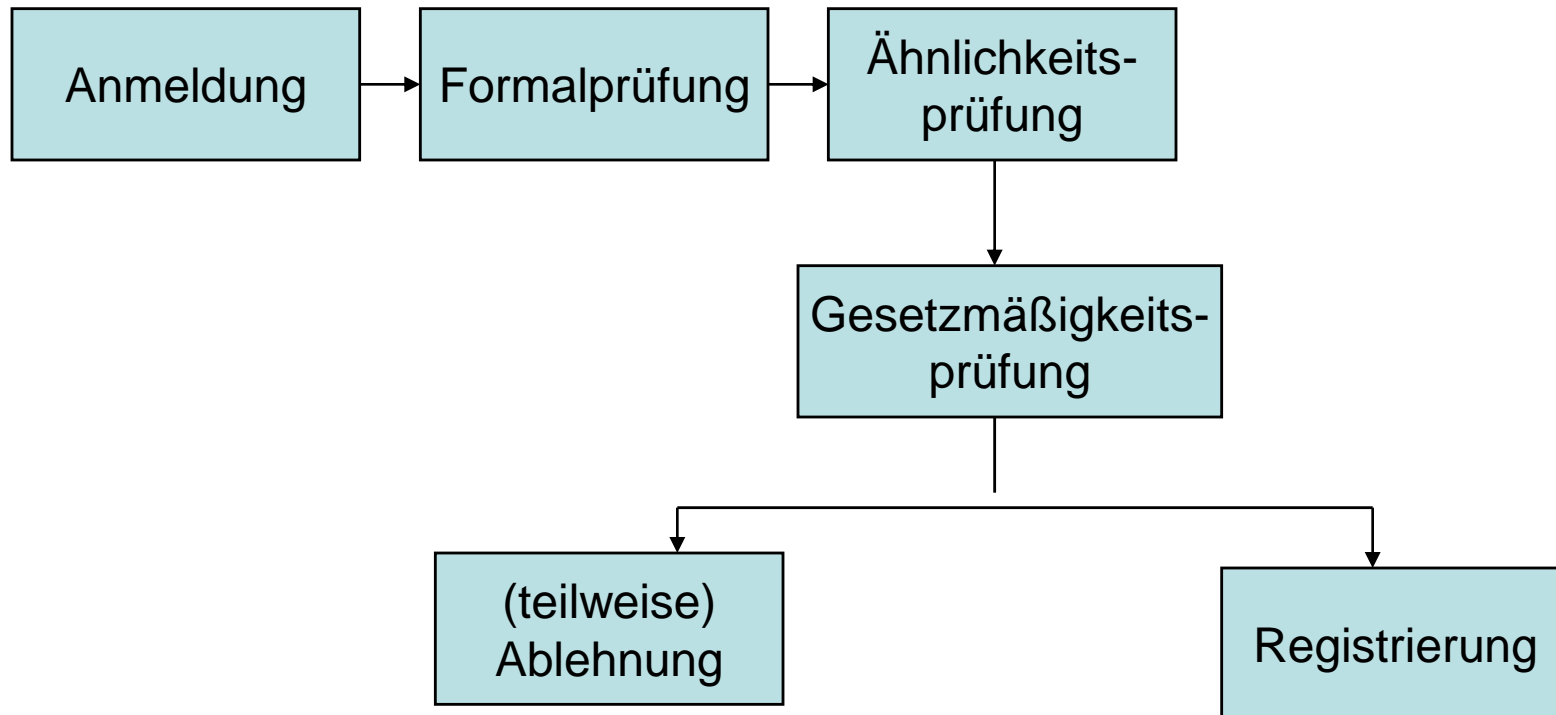 Anmeldung
Formalprüfung
Ähnlichkeits-
prüfung
Gesetzmäßigkeits-
prüfung
(teilweise)
Ablehnung
Registrierung